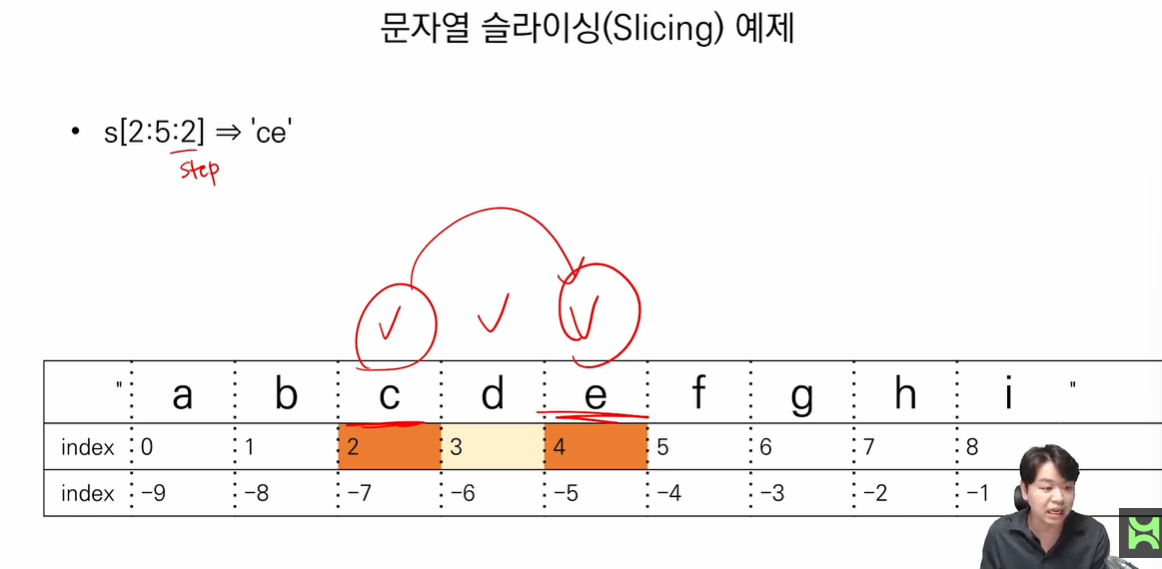 문자열 슬라이싱(Slicing) 예제
• s[2:5:2] ⇒ 'ce'
step
" a b c d e f g h i "
index 0 1 2 3 4 5 6 7 8
index -9 -8 -7 -6 -5 -4 -3 -2 -1